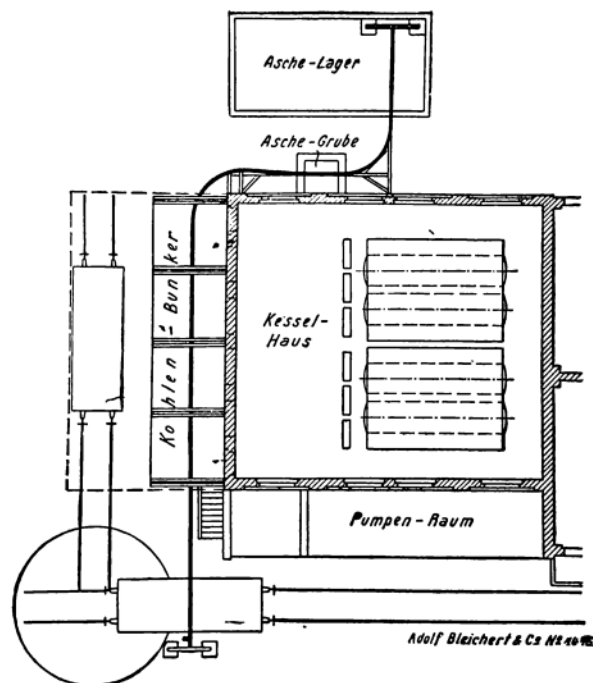 Asche-Lager
Asche-Grube
Kohlen-Bunker
Kessel-
Haus
Pumpen-Raum
Adolf Bleichert & Co